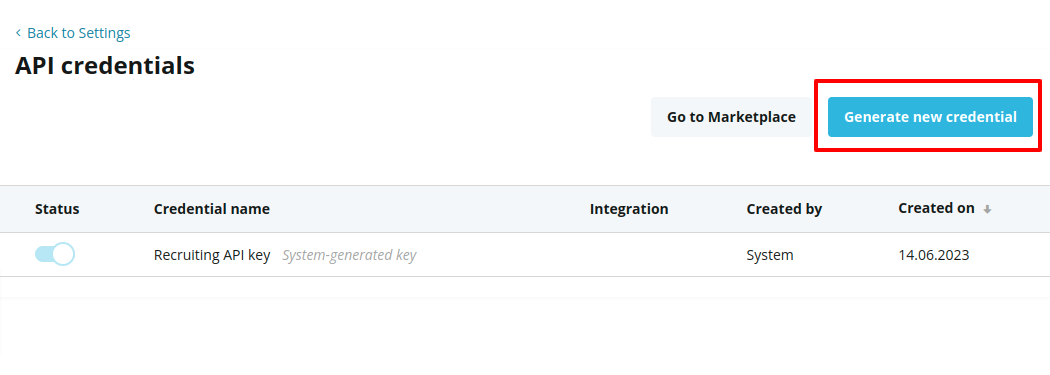 Back to Settings
API credentials
Go to Marketplace Generate new credential
Status Credential name Integration Created by Created on
Recruiting API key System-generated key System 14.06.2023